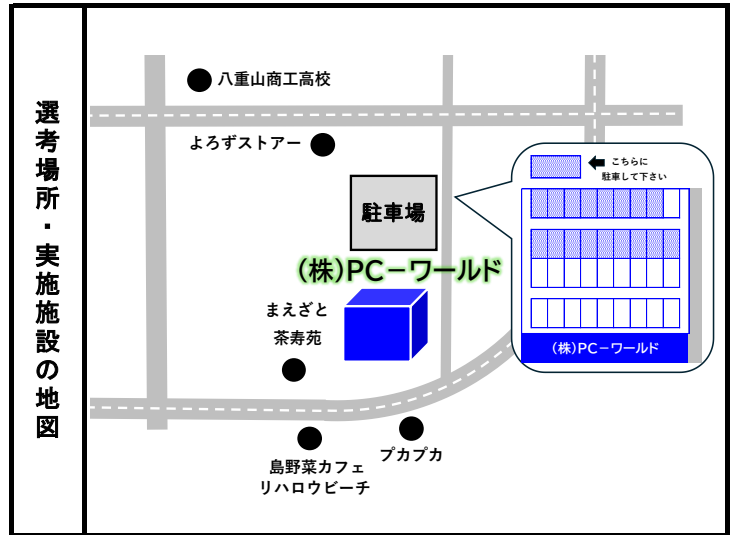 選考場所・実施施設の地図
八重山商工高校
よろずストアー
こちらに
駐車して下さい
駐車場
(株)PC-ワールド
まえざと
茶寿苑
(株)PC-ワールド
プカプカ
島野菜カフェ
リハロウビーチ